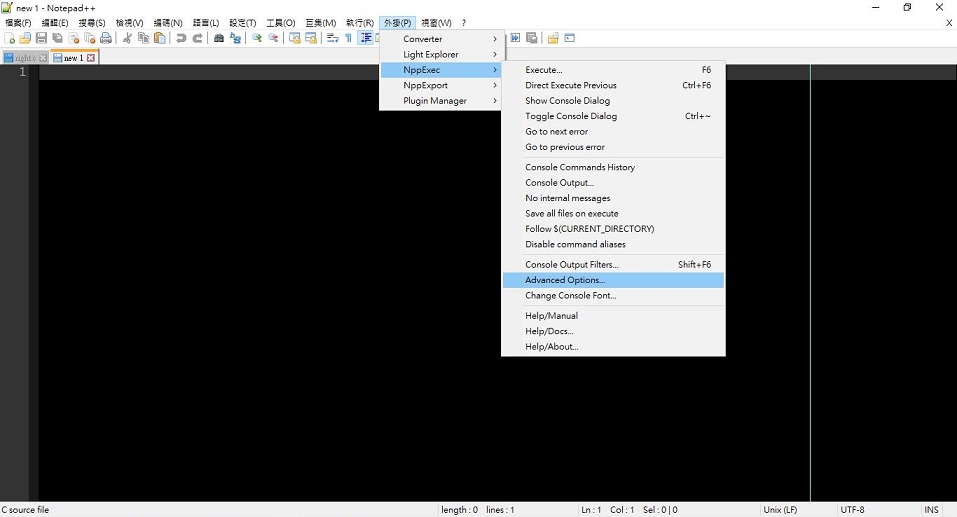 new 1 - Notepad++
檔案(F) 編輯(E) 搜尋(S) 檢視(V) 編碼(N) 語言(L) 設定(T) 工具(O) 巨集(M) 執行(R) 外掛(P) 視窗(W) ?
X
right.c new 1
1
Converter
Light Explorer
NppExec
NppExport
Plugin Manager
Execute... F6
Direct Execute Previous Ctrl+F6
Show Console Dialog
Toggle Console Dialog Ctrl+~
Go to next error
Go to previous error
Console Commands History
Console Output...
No internal messages
Save all files on execute
Follow $(CURRENT_DIRECTORY)
Disable command aliases
Console Output Filters... Shift+F6
Advanced Options...
Change Console Font...
Help/Manual
Help/Docs...
Help/About...
C source file length : 0 lines : 1 Ln : 1 Col : 1 Sel : 0 | 0 Unix (LF) UTF-8 INS